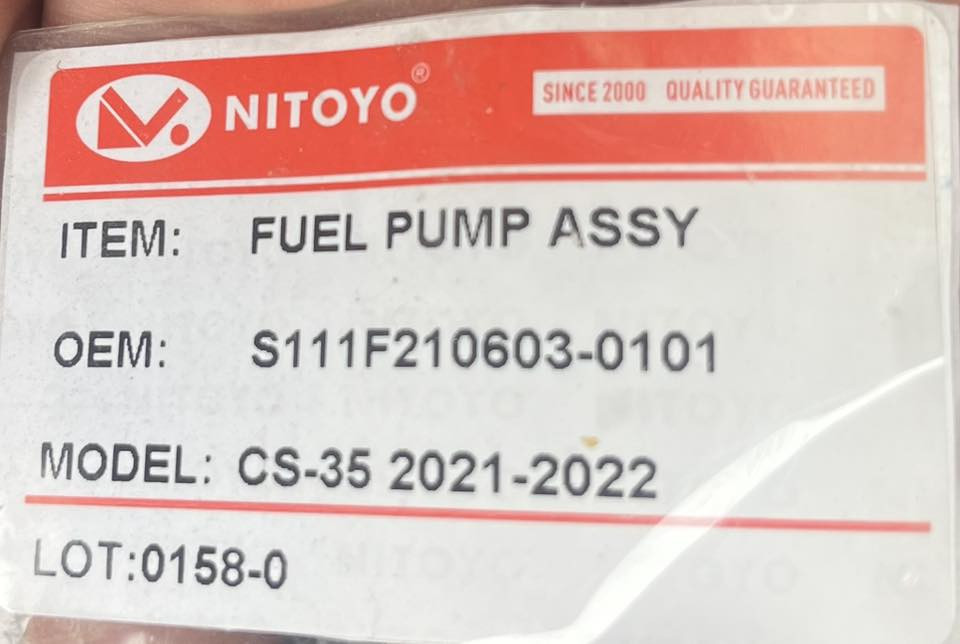 NITOYO®
SINCE 2000 QUALITY GUARANTEED
ITEM: FUEL PUMP ASSY
OEM: S111F210603-0101
MODEL: CS-35 2021-2022
LOT:0158-0